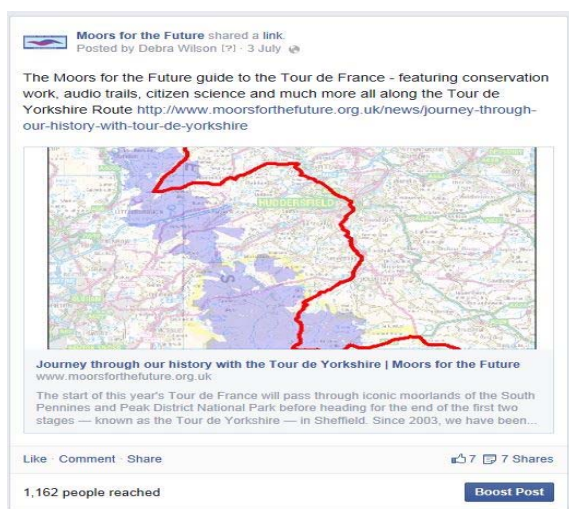 Moors for the Future shared a link.
Posted by Debra Wilson [?] · 3 July
The Moors for the Future guide to the Tour de France - featuring conservation
work, audio trails, citizen science and much more all along the Tour de
Yorkshire Route http://www.moorsforthefuture.org.uk/news/journey-through-
our-history-with-tour-de-yorkshire
HUDDERSFIELD
Journey through our history with the Tour de Yorkshire | Moors for the Future
www.moorsforthefuture.org.uk
The start of this year's Tour de France will pass through iconic moorlands of the South
Pennines and Peak District National Park before heading for the end of the first two
stages — known as the Tour de Yorkshire — in Sheffield. Since 2003, we have been...
Like · Comment · Share
7 7 Shares
1,162 people reached
Boost Post